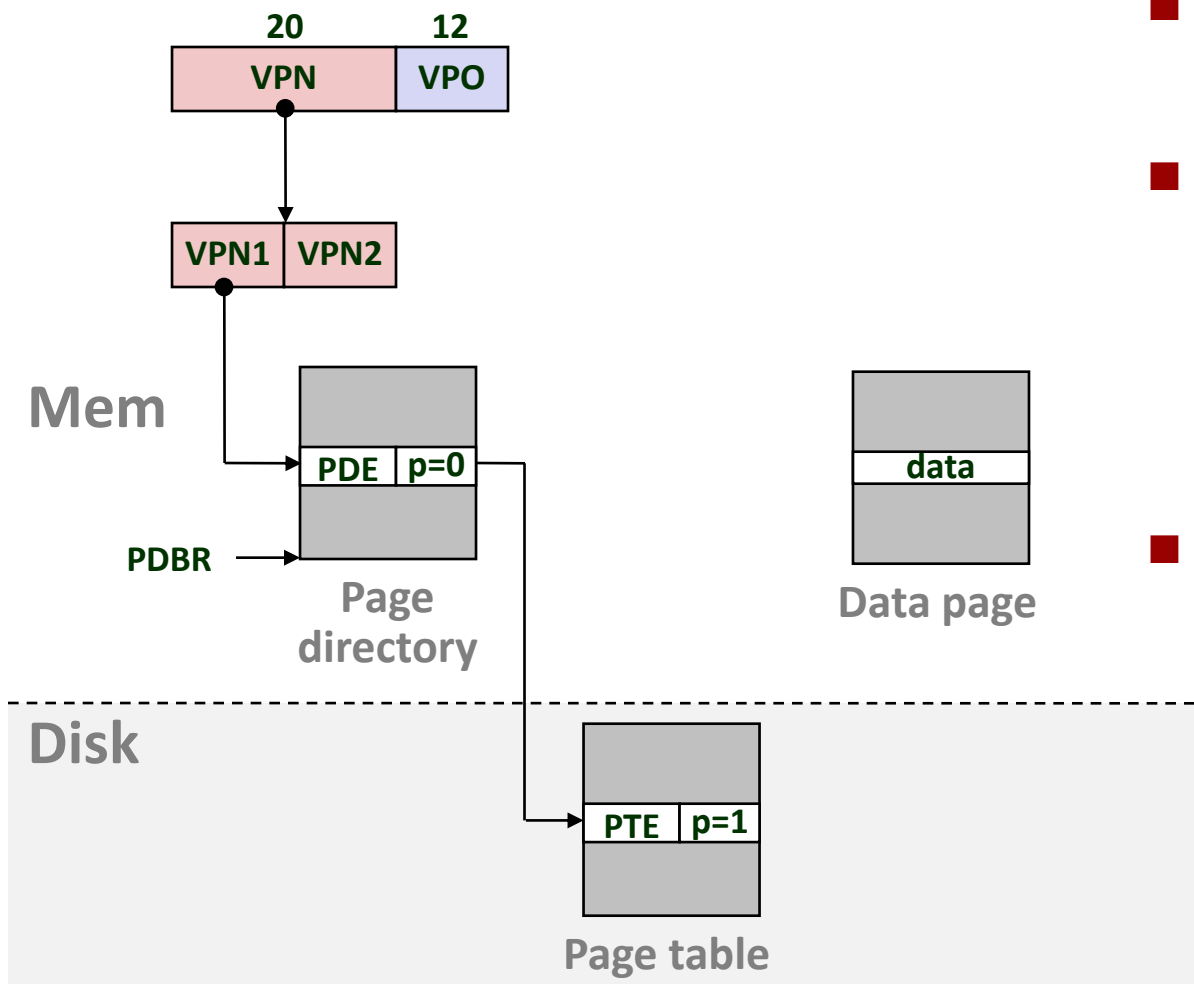 20 12
VPN VPO
VPN1 VPN2
Mem
PDE p=0
data
PDBR
Page
directory
Data page
Disk
PTE p=1
Page table